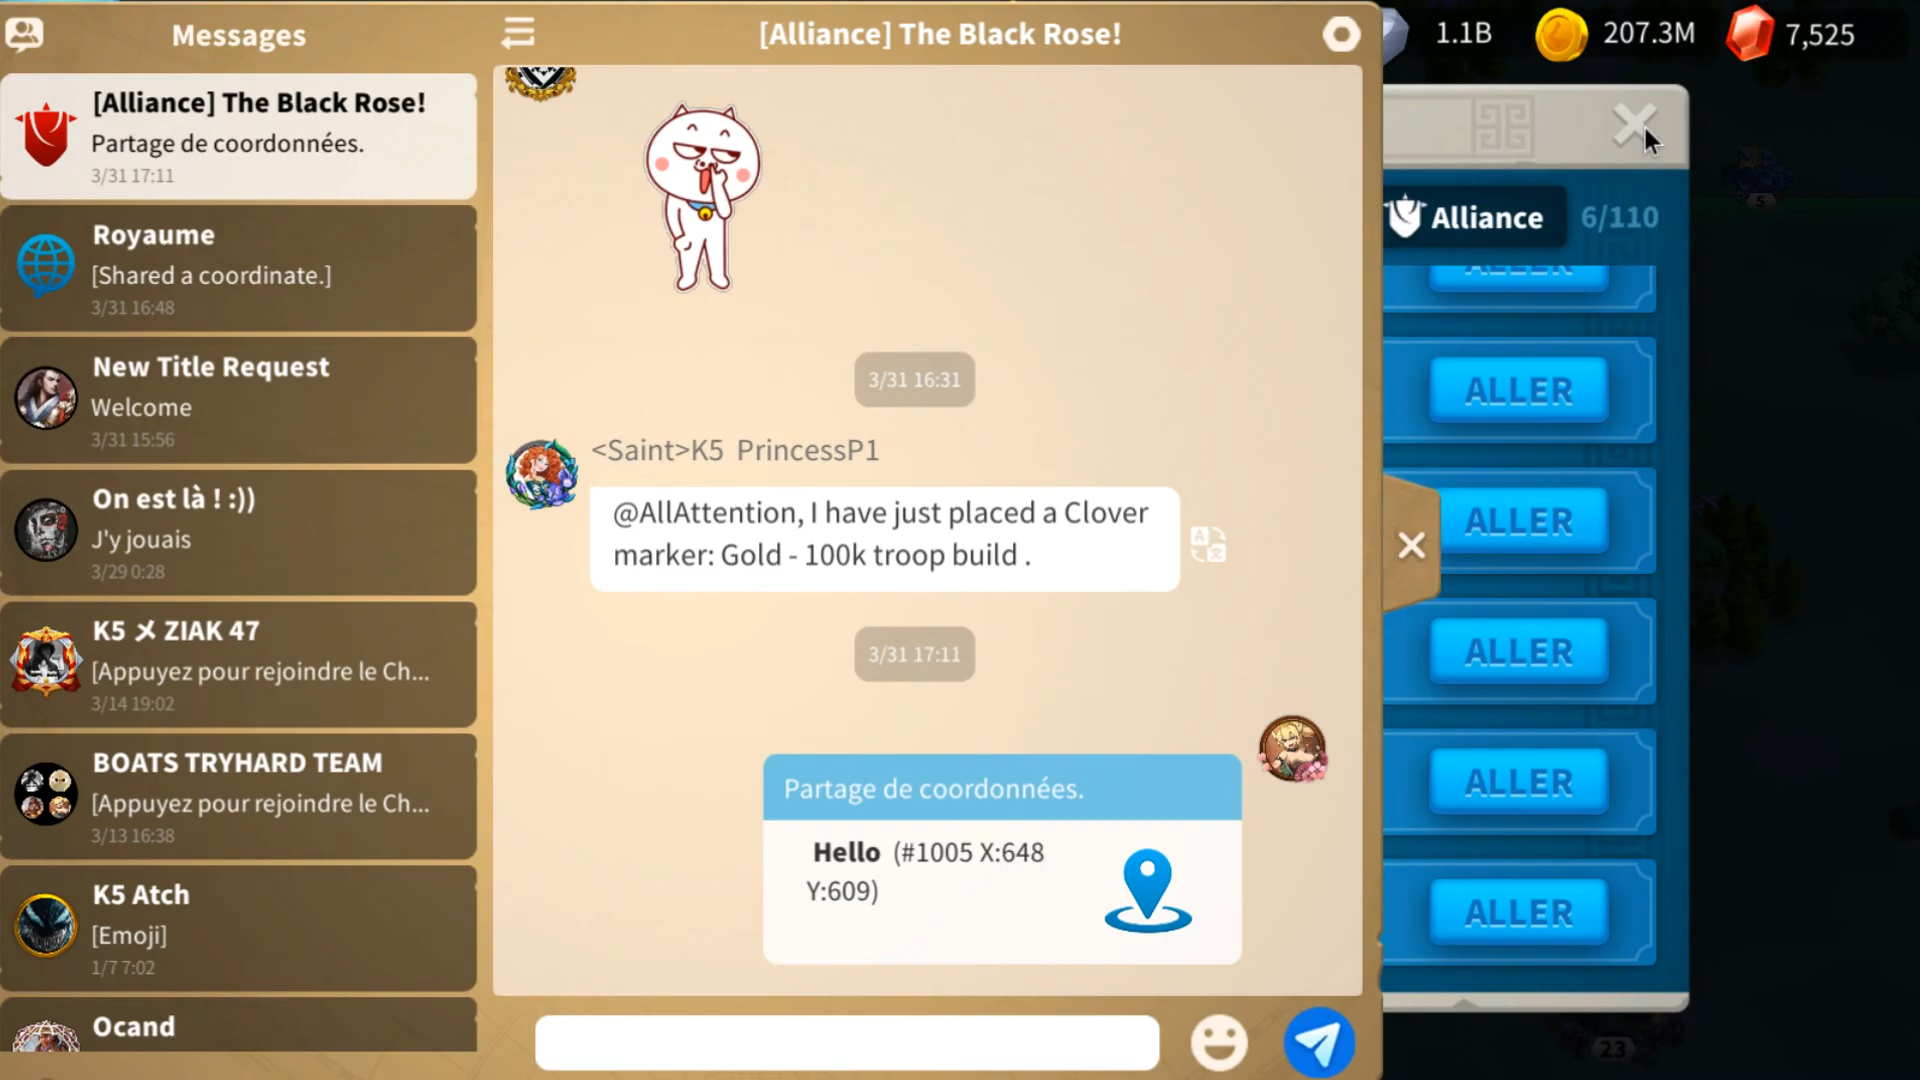 Messages
[Alliance] The Black Rose!
Partage de coordonnées.
3/31 17:11
Royaume
[Shared a coordinate.]
3/31 16:48
New Title Request
Welcome
3/31 15:56
On est là ! :))
J'y jouais
3/29 0:28
K5 メ ZIAK 47
[Appuyez pour rejoindre le Ch...
3/14 19:02
BOATS TRYHARD TEAM
[Appuyez pour rejoindre le Ch...
3/13 16:38
K5 Atch
[Emoji]
1/7 7:02
Ocand
[Alliance] The Black Rose!
3/31 16:31
<Saint>K5 PrincessP1
@AllAttention, I have just placed a Clover
marker: Gold - 100k troop build .
3/31 17:11
Partage de coordonnées.
Hello (#1005 X:648
Y:609)
1.1B
207.3M
7,525
Alliance
6/110
ALLER
ALLER
ALLER
ALLER
ALLER
ALLER
5
23